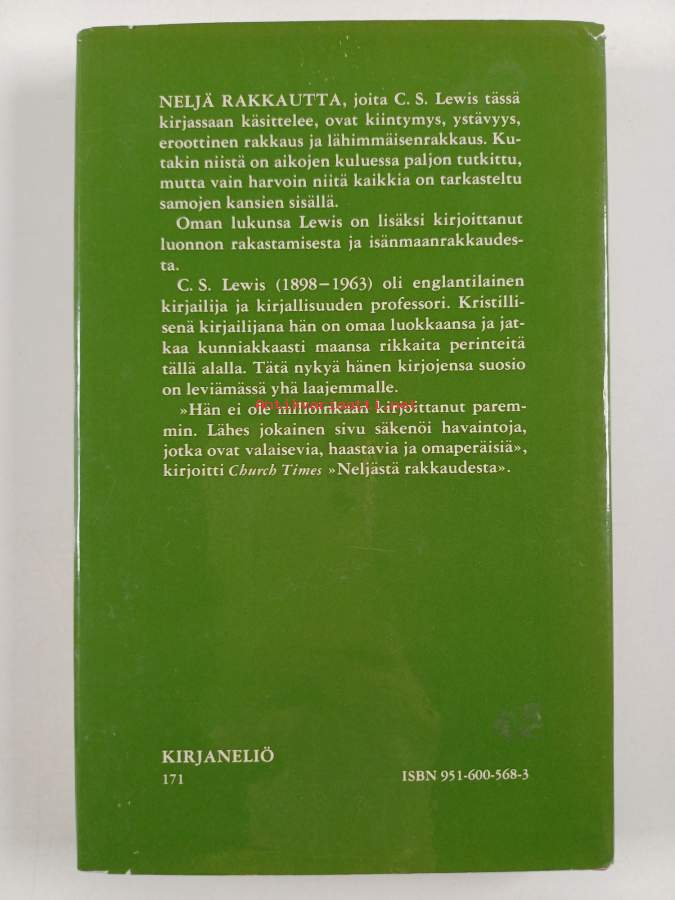 NELJÄ RAKKAUTTA, joita C. S. Lewis tässä
kirjassaan käsittelee, ovat kiintymys, ystävyys,
eroottinen rakkaus ja lähimmäisenrakkaus. Ku-
takin niistä on aikojen kuluessa paljon tutkittu,
mutta vain harvoin niitä kaikkia on tarkasteltu
samojen kansien sisällä.
Oman lukunsa Lewis on lisäksi kirjoittanut
luonnon rakastamisesta ja isänmaanrakkaudes-
ta.
C. S. Lewis (1898–1963) oli englantilainen
kirjailija ja kirjallisuuden professori. Kristilli-
senä kirjailijana hän on omaa luokkaansa ja jat-
kaa kunniakkaasti maansa rikkaita perinteitä
tällä alalla. Tätä nykyä hänen kirjojensa suosio
on leviämässä yhä laajemmalle.
»Hän ei ole milloinkaan kirjoittanut parem-
min. Lähes jokainen sivu säkenöi havaintoja,
jotka ovat valaisevia, haastavia ja omaperäisiä»,
kirjoitti Church Times »Neljästä rakkaudesta».
KIRJANELIÖ
171
ISBN 951-600-568-3